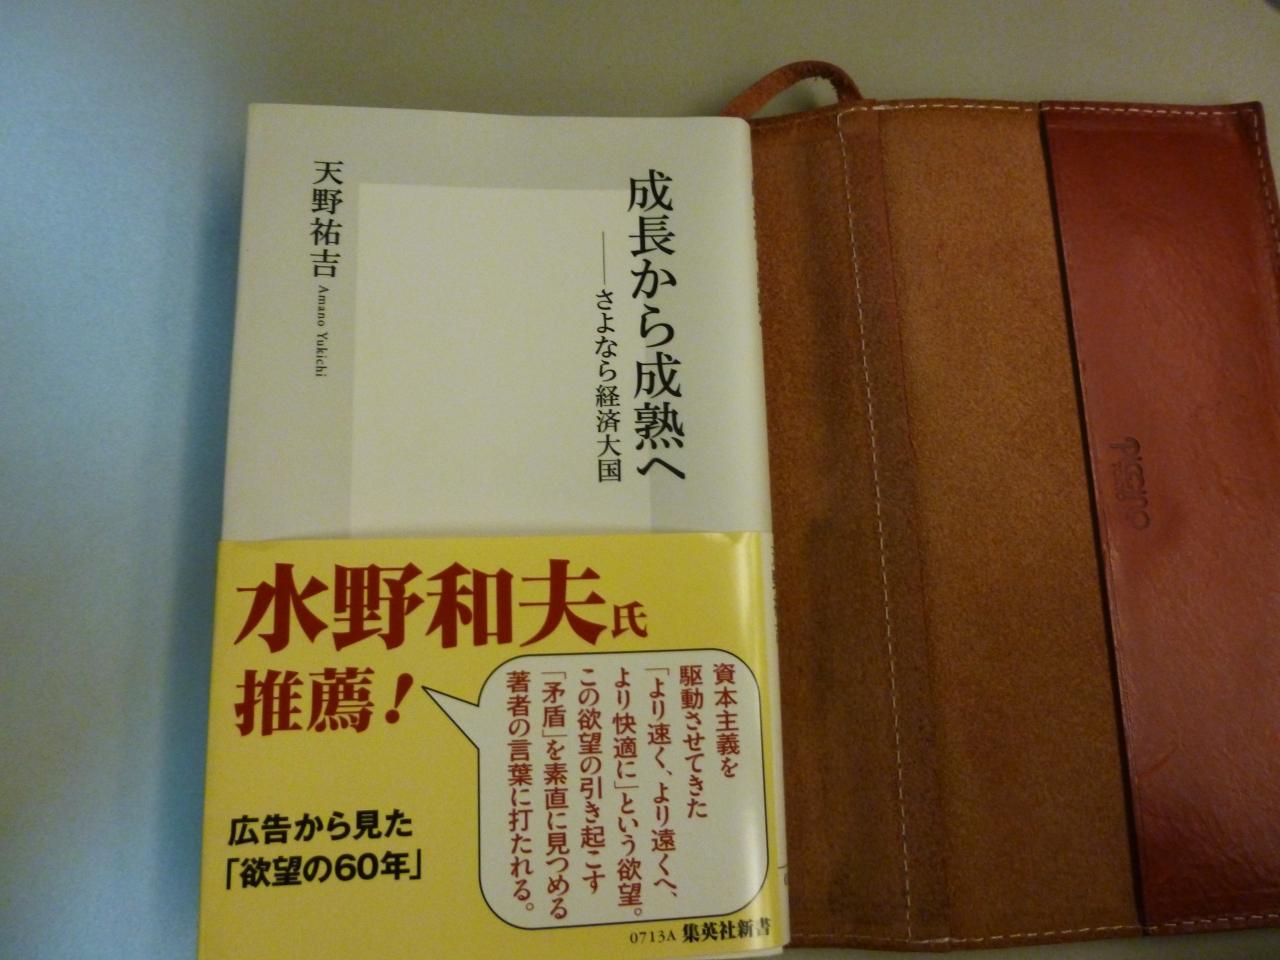 成長から成熟へ
——さよなら経済大国
天野祐吉 Amano Yukichi
水野和夫氏
推薦！
資本主義を
駆動させてきた
「より速く、より遠くへ、
より快適に」という欲望。
この欲望の引き起こす
「矛盾」を素直に見つめる
著者の言葉に打たれる。
広告から見た
「欲望の60年」
0713A 集英社新書